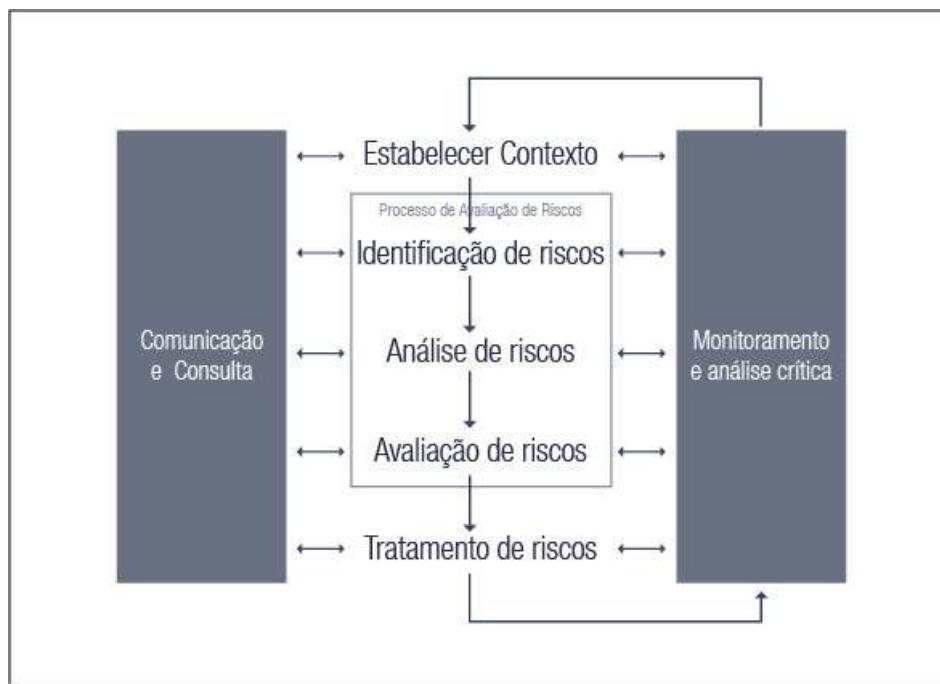 Estabelecer Contexto
Processo de Avaliação de Riscos
Identificação de riscos
Comunicação
e Consulta
Análise de riscos
Monitoramento
e análise crítica
Avaliação de riscos
Tratamento de riscos